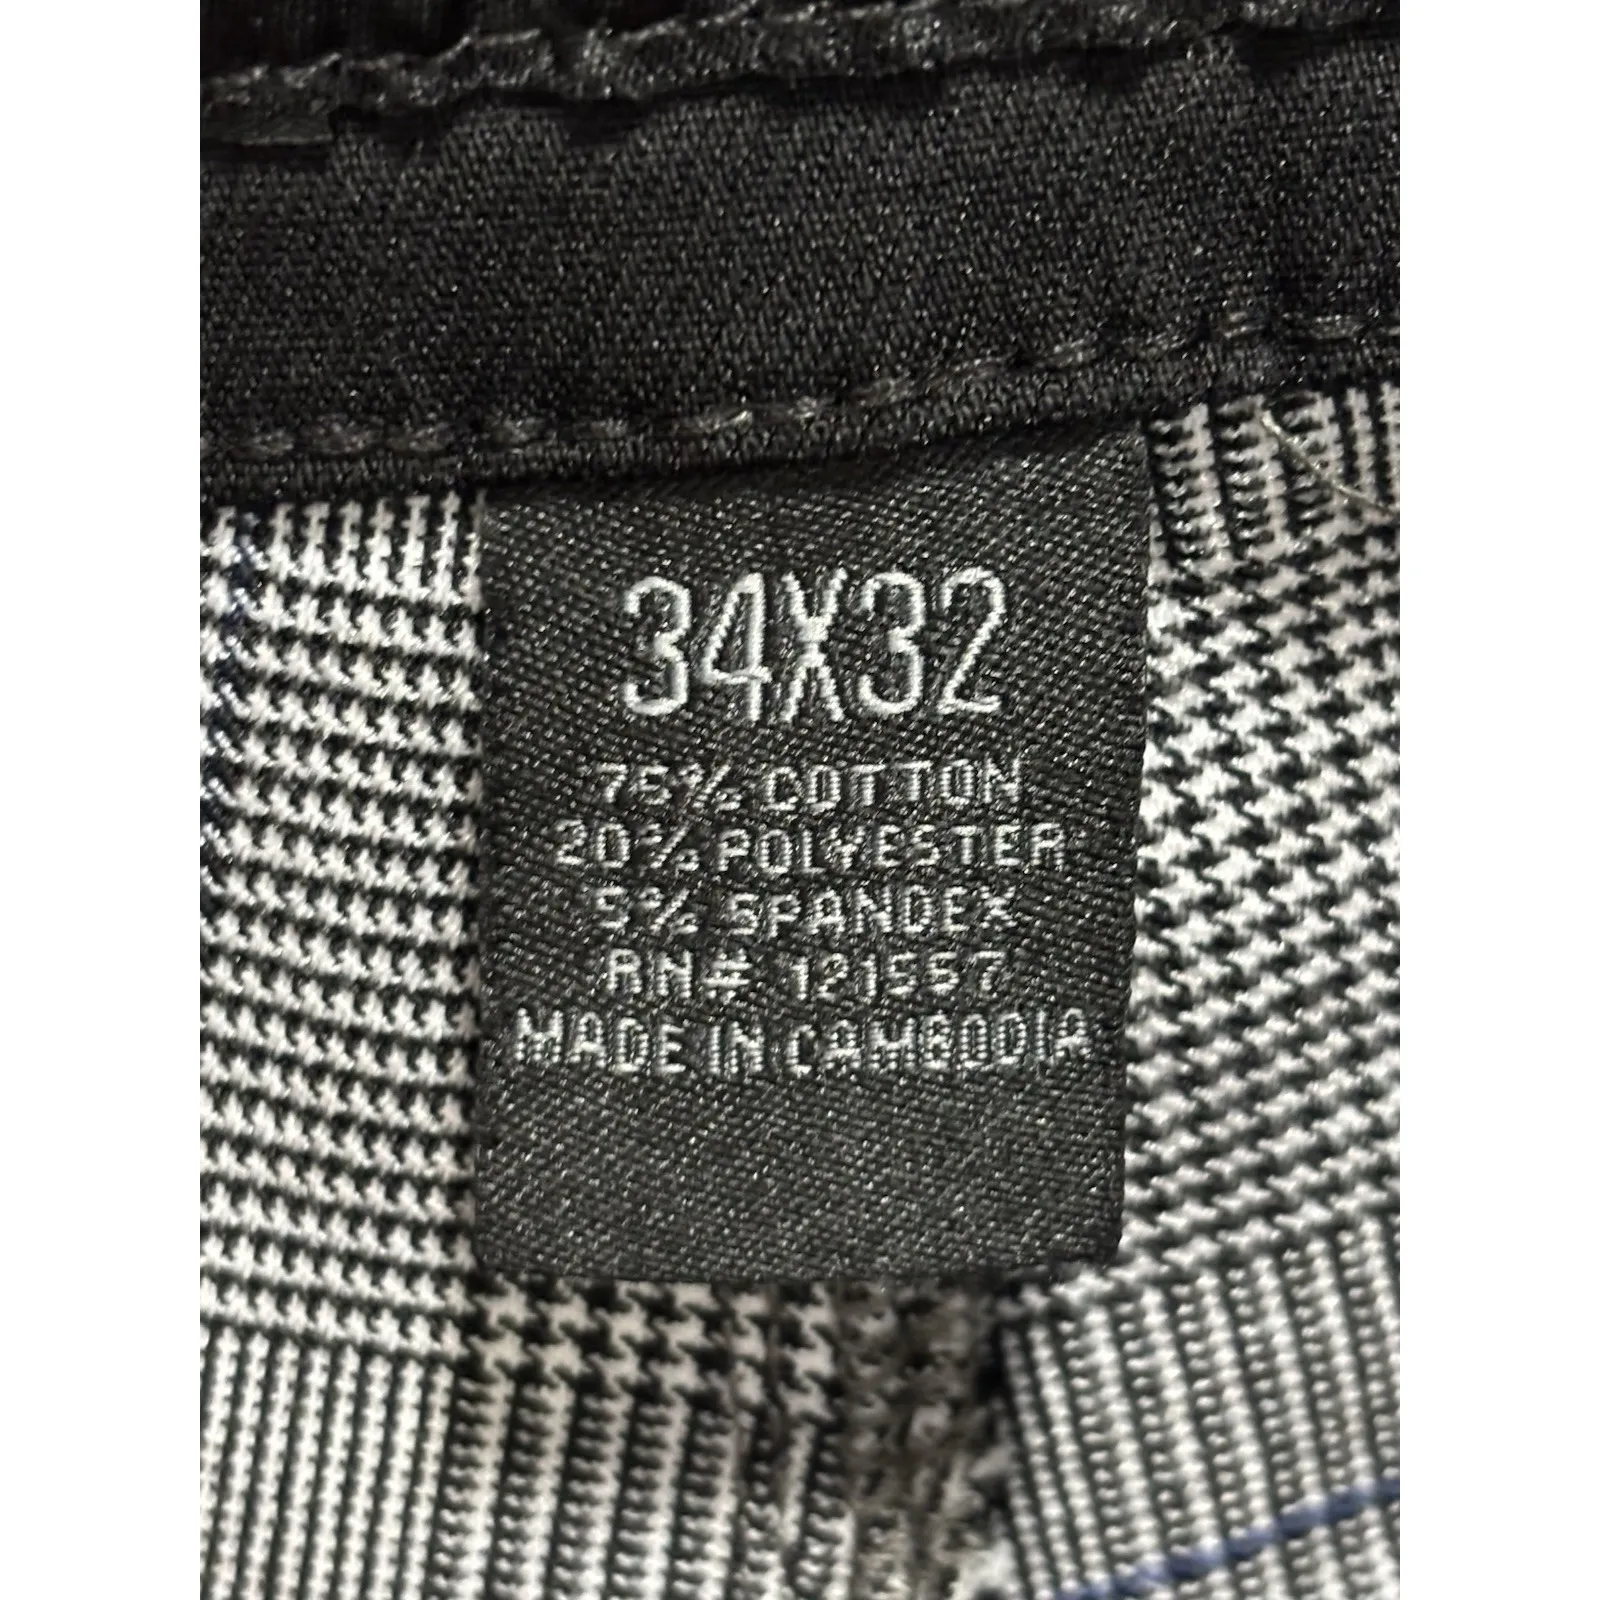 34X32
75% COTTON
20% POLYESTER
5% SPANDEX
RN# 121557
MADE IN CAMBODIA